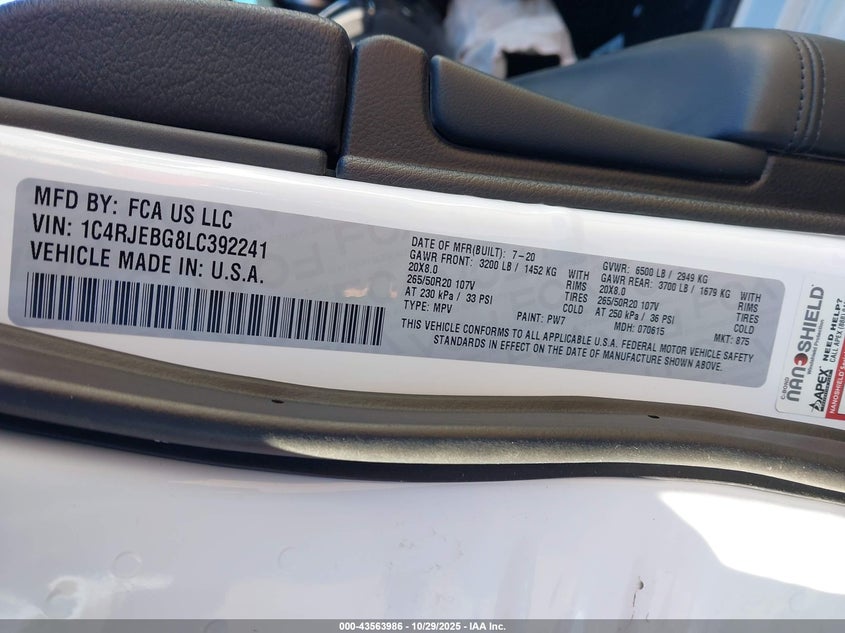 MFD BY: FCA US LLC
VIN: 1C4RJEBG8LC392241
VEHICLE MADE IN: U.S.A.
DATE OF MFR(BUILT): 7-20
GAWR FRONT: 3200 LB / 1452 KG WITH
20X8.0 RIMS
265/50R20 107V TIRES
AT 230 kPa / 33 PSI COLD
TYPE: MPV PAINT: PW7
GVWR: 6500 LB / 2949 KG
GAWR REAR: 3700 LB / 1679 KG WITH
20X8.0 RIMS
265/50R20 107V TIRES
AT 250 kPa / 36 PSI COLD
MDH: 070615 MKT: 875
THIS VEHICLE CONFORMS TO ALL APPLICABLE U.S.A. FEDERAL MOTOR VEHICLE SAFETY
STANDARDS IN EFFECT ON THE DATE OF MANUFACTURE SHOWN ABOVE.
NANOSHIELD
APEX
NEED HELP?
CALL APEX
NANOSHIELD
000-43563986 - 10/29/2025 - IAA Inc.